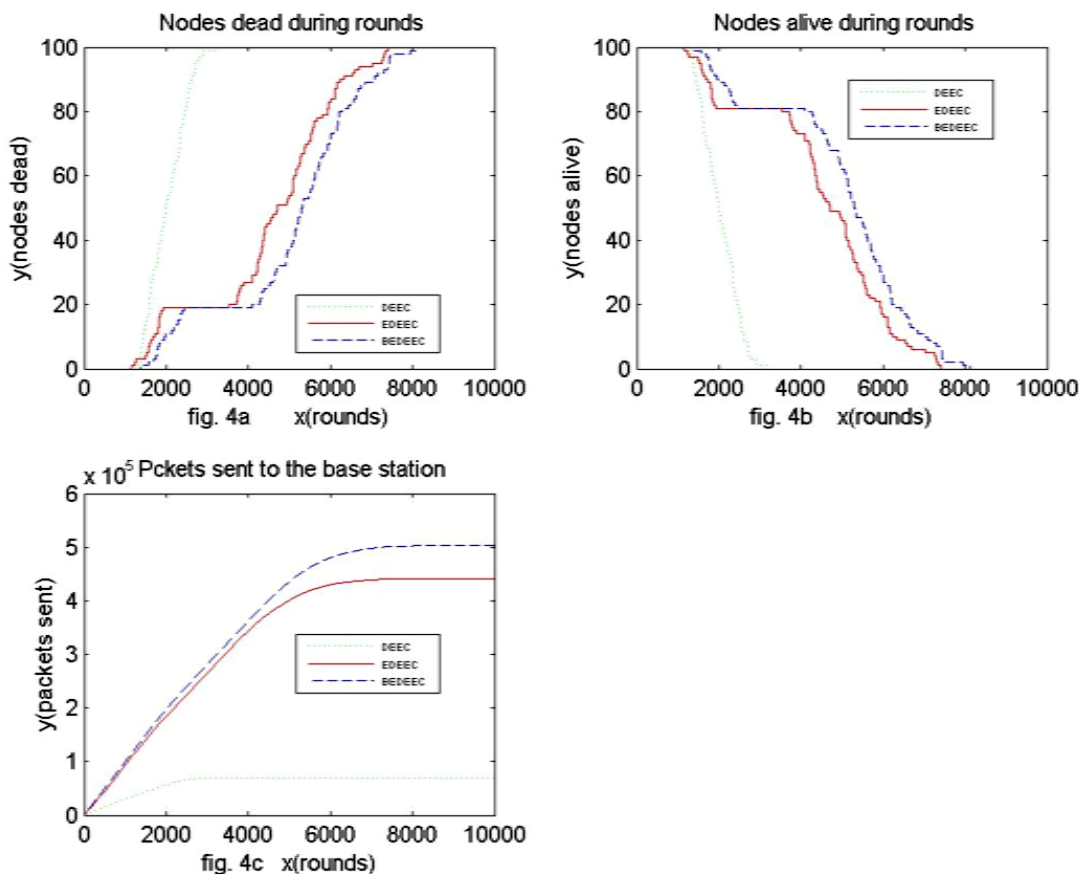 Nodes dead during rounds
100
80
60
40
20
0
y(nodes dead)
DEEC
EDEEC
BEDEEC
0 2000 4000 6000 8000 10000
fig. 4a x(rounds)
Nodes alive during rounds
100
80
60
40
20
0
y(nodes alive)
DEEC
EDEEC
BEDEEC
0 2000 4000 6000 8000 10000
fig. 4b x(rounds)
x 10^5 Pckets sent to the base station
6
5
4
3
2
1
0
y(packets sent)
DEEC
EDEEC
BEDEEC
0 2000 4000 6000 8000 10000
fig. 4c x(rounds)